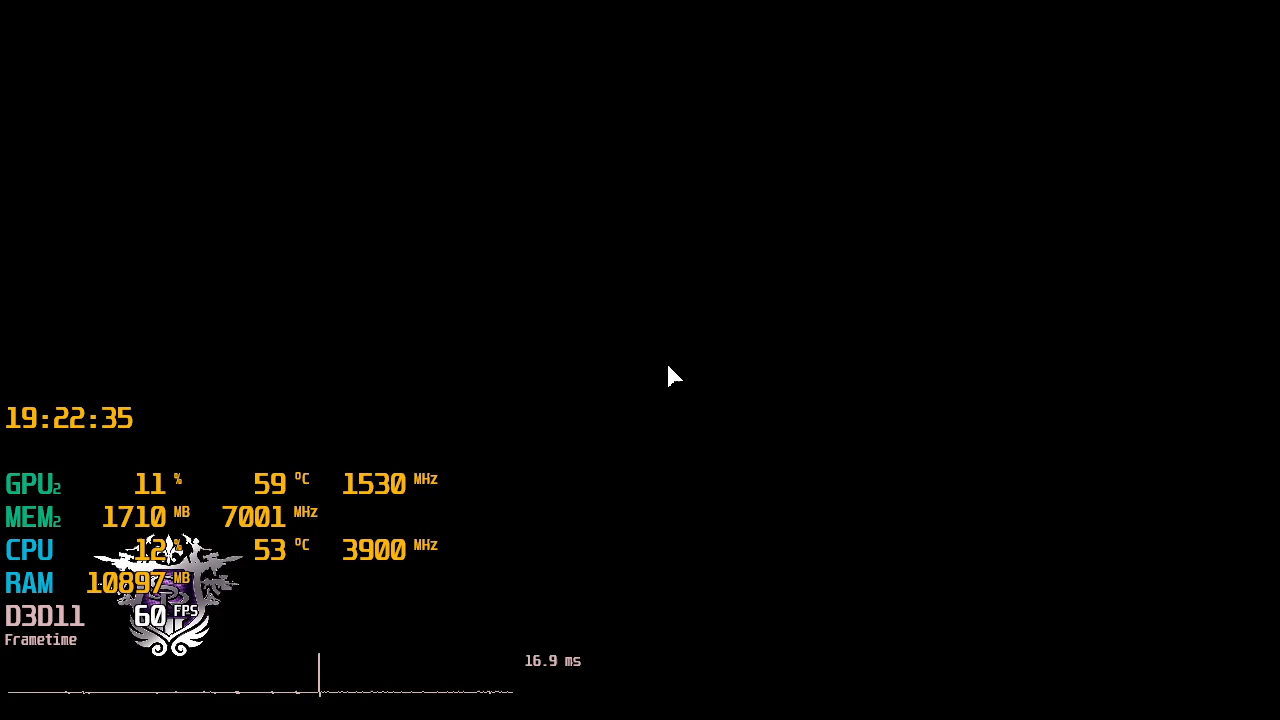 19:22:35
GPU2 11 % 59 °C 1530 MHz
MEM2 1710 MB 7001 MHz
CPU 12 % 53 °C 3900 MHz
RAM 10897 MB
D3D11 60 FPS
Frametime
16.9 ms